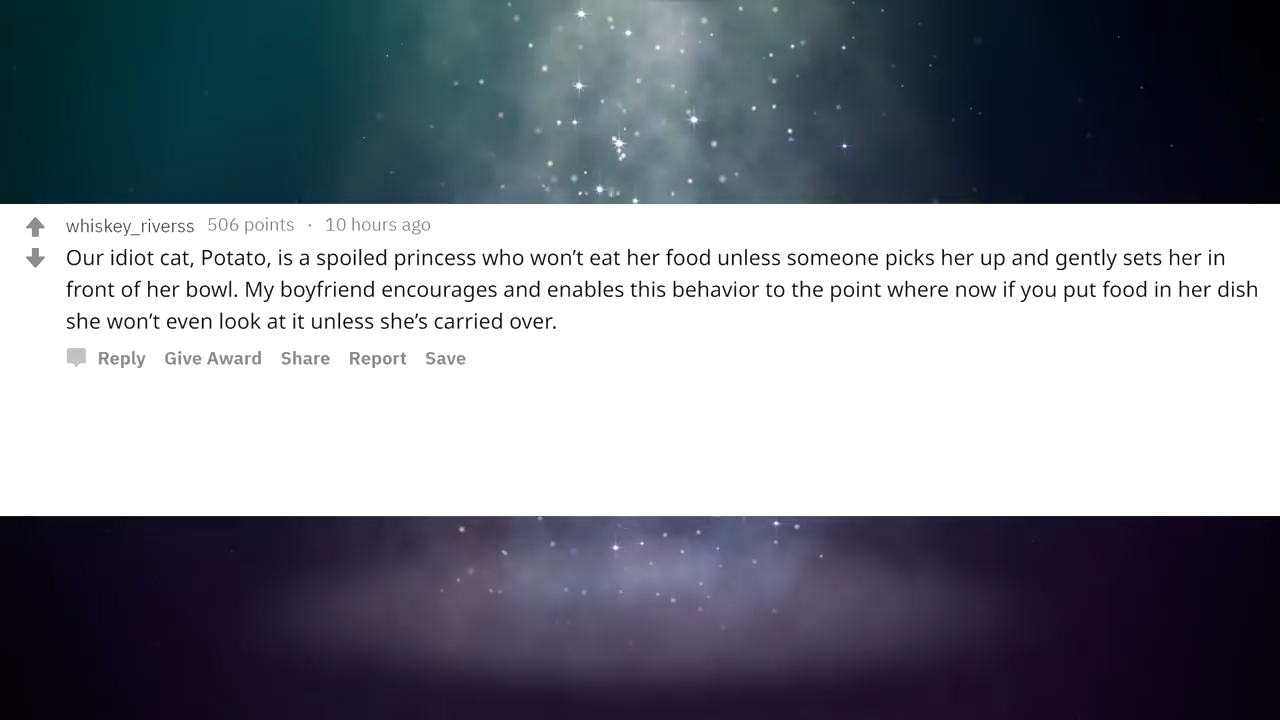 whiskey_riverss 506 points · 10 hours ago
Our idiot cat, Potato, is a spoiled princess who won’t eat her food unless someone picks her up and gently sets her in
front of her bowl. My boyfriend encourages and enables this behavior to the point where now if you put food in her dish
she won’t even look at it unless she’s carried over.
Reply Give Award Share Report Save